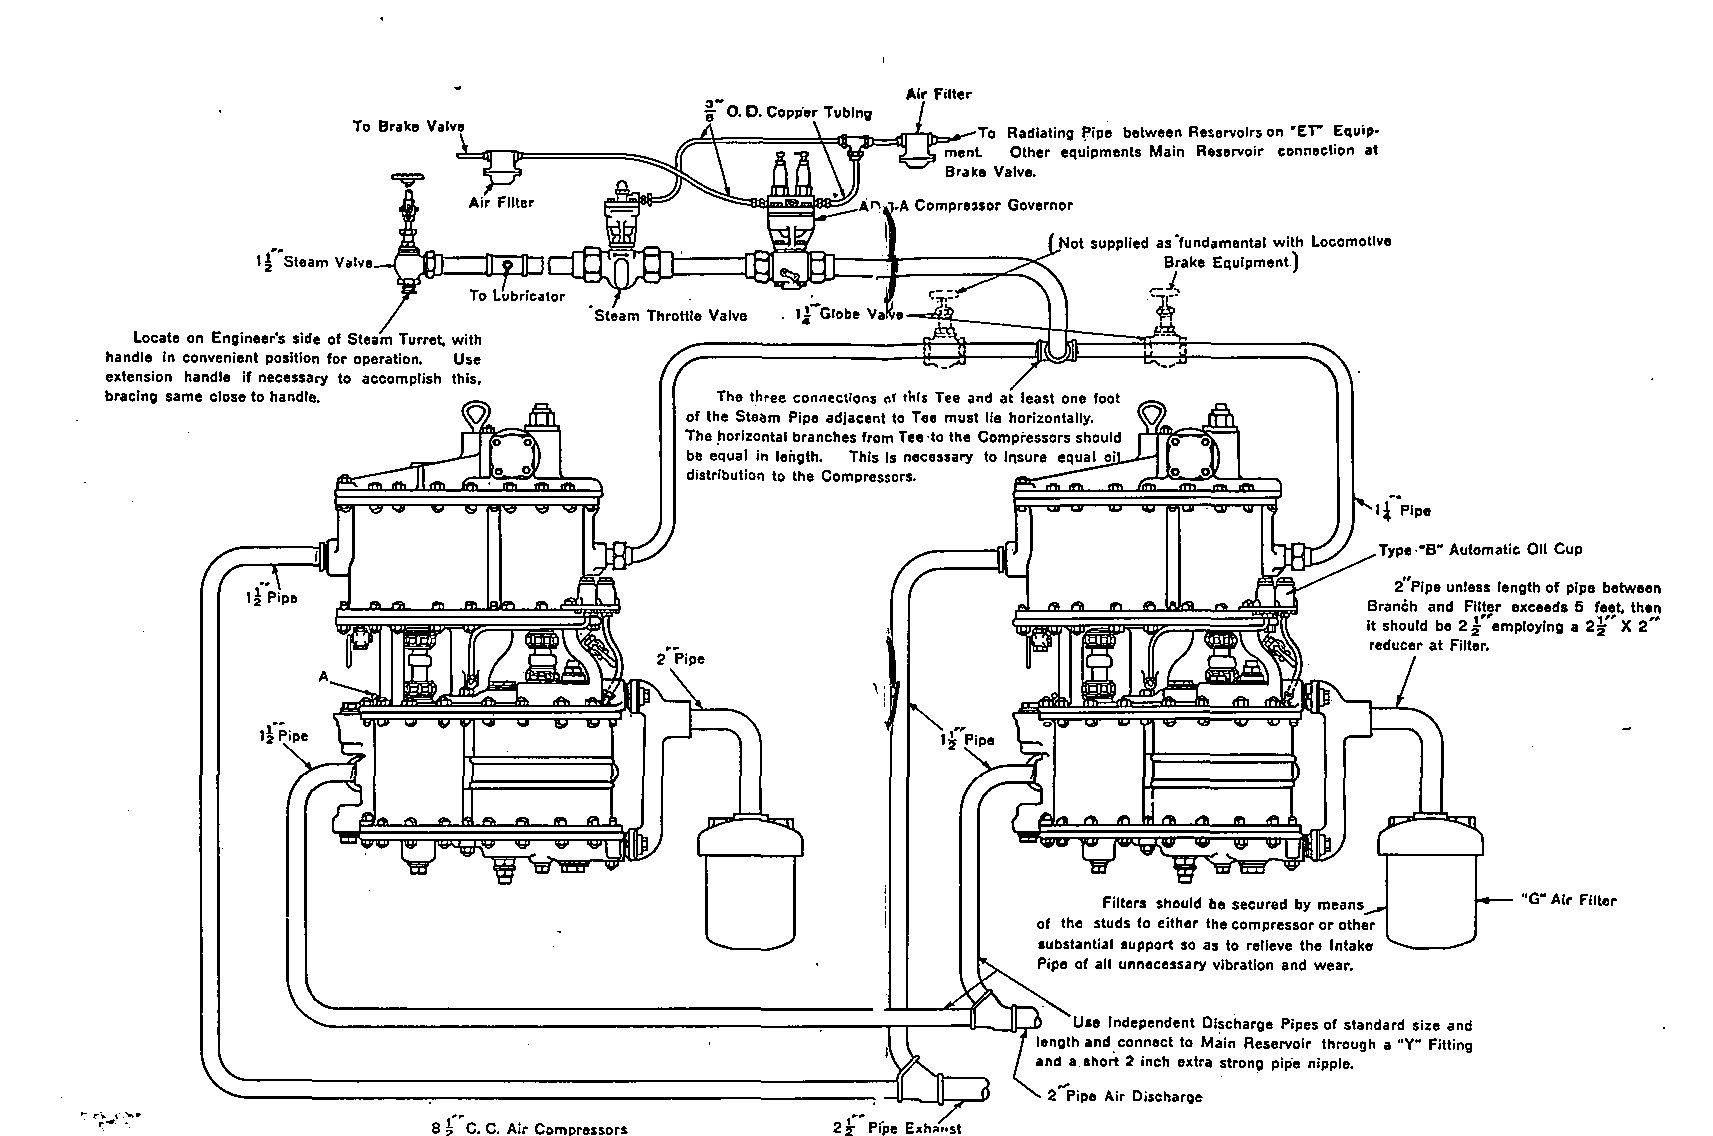 Air Filter
3/8" O. D. Copper Tubing
To Brake Valve
To Radiating Pipe between Reservoirs on "ET" Equip-
ment. Other equipments Main Reservoir connection at
Brake Valve.
Air Filter
Compressor Governor
(Not supplied as fundamental with Locomotive
Brake Equipment)
1 1/2" Steam Valve
To Lubricator
Steam Throttle Valve
1 1/4" Globe Valve
Locate on Engineer's side of Steam Turret, with
handle in convenient position for operation. Use
extension handle if necessary to accomplish this,
bracing same close to handle.
The three connections of this Tee and at least one foot
of the Steam Pipe adjacent to Tee must lie horizontally.
The horizontal branches from Tee to the Compressors should
be equal in length. This is necessary to insure equal oil
distribution to the Compressors.
1 1/4" Pipe
Type "B" Automatic Oil Cup
1 1/2" Pipe
2" Pipe unless length of pipe between
Branch and Filter exceeds 5 feet, then
it should be 2 1/2" employing a 2 1/2" X 2"
reducer at Filter.
2" Pipe
A
1 1/2" Pipe
1 1/2" Pipe
"G" Air Filter
Filters should be secured by means
of the studs to either the compressor or other
substantial support so as to relieve the Intake
Pipe of all unnecessary vibration and wear.
Use Independent Discharge Pipes of standard size and
length and connect to Main Reservoir through a "Y" Fitting
and a short 2 inch extra strong pipe nipple.
2" Pipe Air Discharge
8 1/2" C. C. Air Compressors
2 1/2" Pipe Exhaust